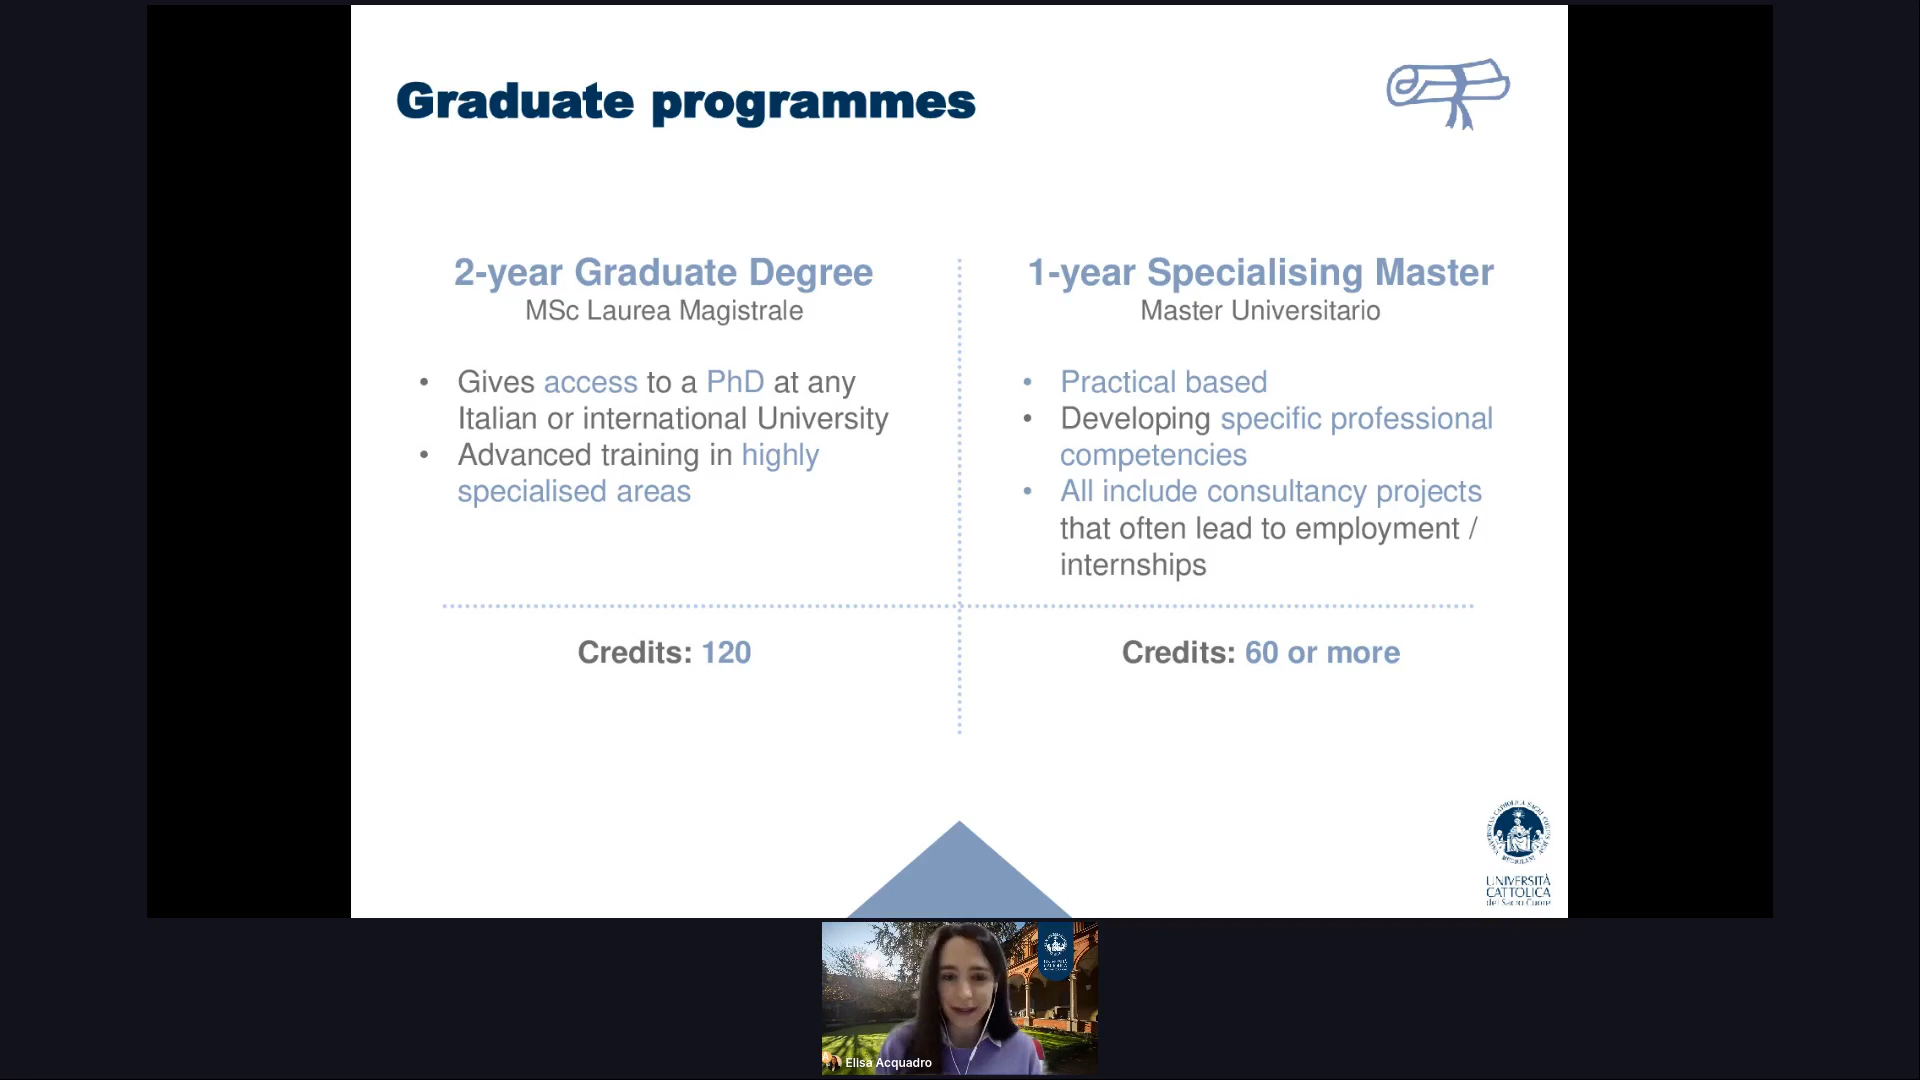 Graduate programmes
2-year Graduate Degree
MSc Laurea Magistrale
• Gives access to a PhD at any
Italian or international University
• Advanced training in highly
specialised areas
Credits: 120
1-year Specialising Master
Master Universitario
• Practical based
• Developing specific professional
competencies
• All include consultancy projects
that often lead to employment /
internships
Credits: 60 or more
UNIVERSITÀ
CATTOLICA
del Sacro Cuore
Elisa Acquadro